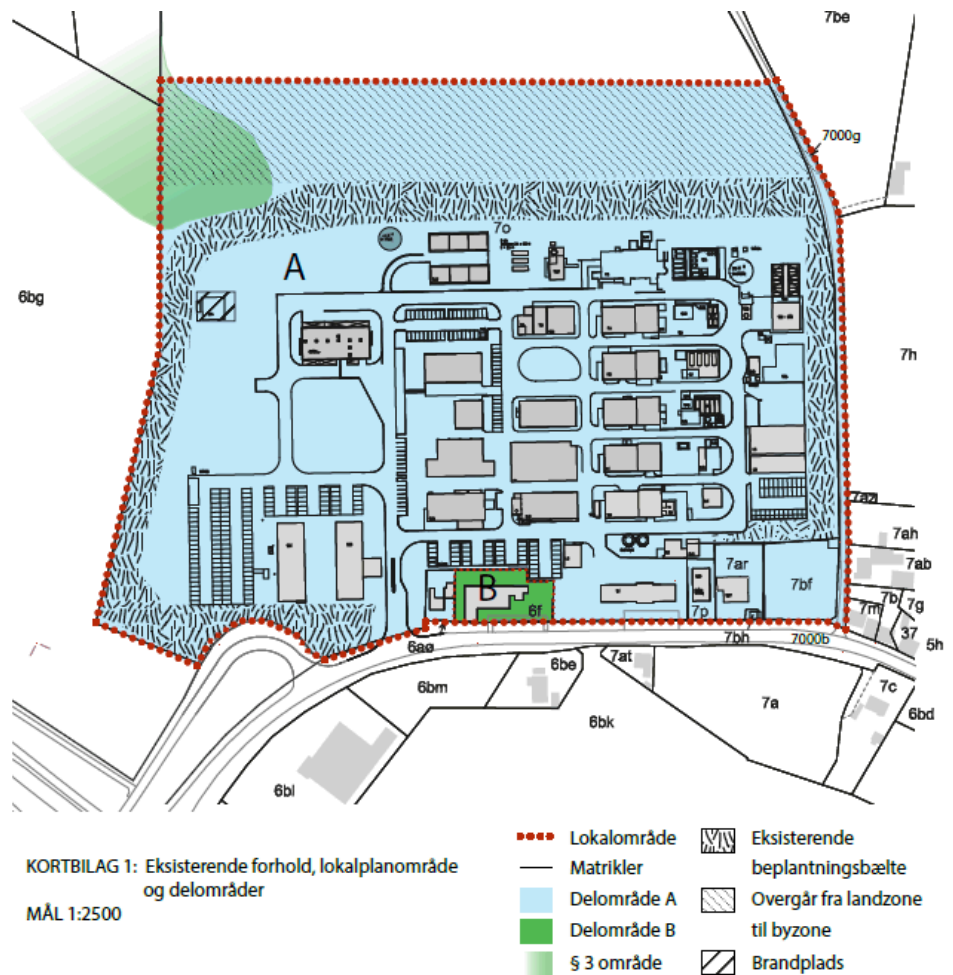 7be
7000g
7o
A
6bg
7h
7az
7ah
7ar
7ab
B
7bf
7bj
7g
6f
7p
7m
37
6aø
7bh
7000b
5h
6be
7at
6bm
7c
7a
6bk
6bd
6bl
KORTBILAG 1: Eksisterende forhold, lokalplanområde
og delområder
MÅL 1:2500
Lokalområde
Matrikler
Delområde A
Delområde B
§ 3 område
Eksisterende
beplantningsbælte
Overgår fra landzone
til byzone
Brandplads